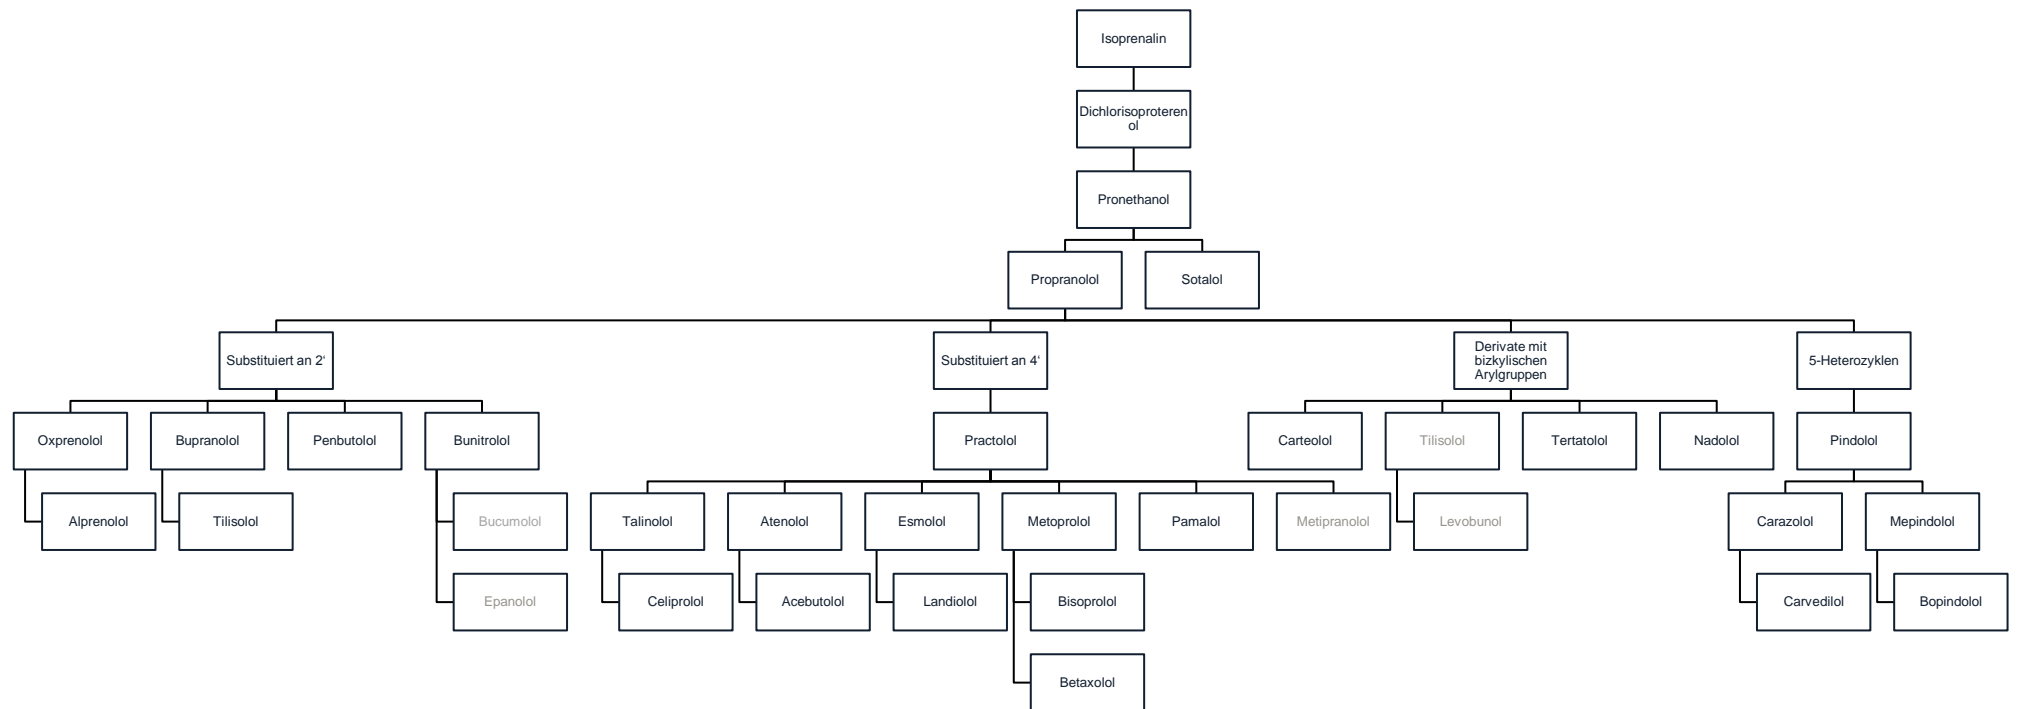 Isoprenalin
Dichlorisoproteren
ol
Pronethanol
Propranolol
Sotalol
Substituiert an 2‘
Substituiert an 4‘
Derivate mit
bizkylischen
Arylgruppen
5-Heterozyklen
Oxprenolol
Bupranolol
Penbutolol
Bunitrolol
Practolol
Carteolol
Tilisolol
Tertatolol
Nadolol
Pindolol
Alprenolol
Tilisolol
Bucumolol
Talinolol
Atenolol
Esmolol
Metoprolol
Pamalol
Metipranolol
Levobunol
Carazolol
Mepindolol
Epanolol
Celiprolol
Acebutolol
Landiolol
Bisoprolol
Carvedilol
Bopindolol
Betaxolol